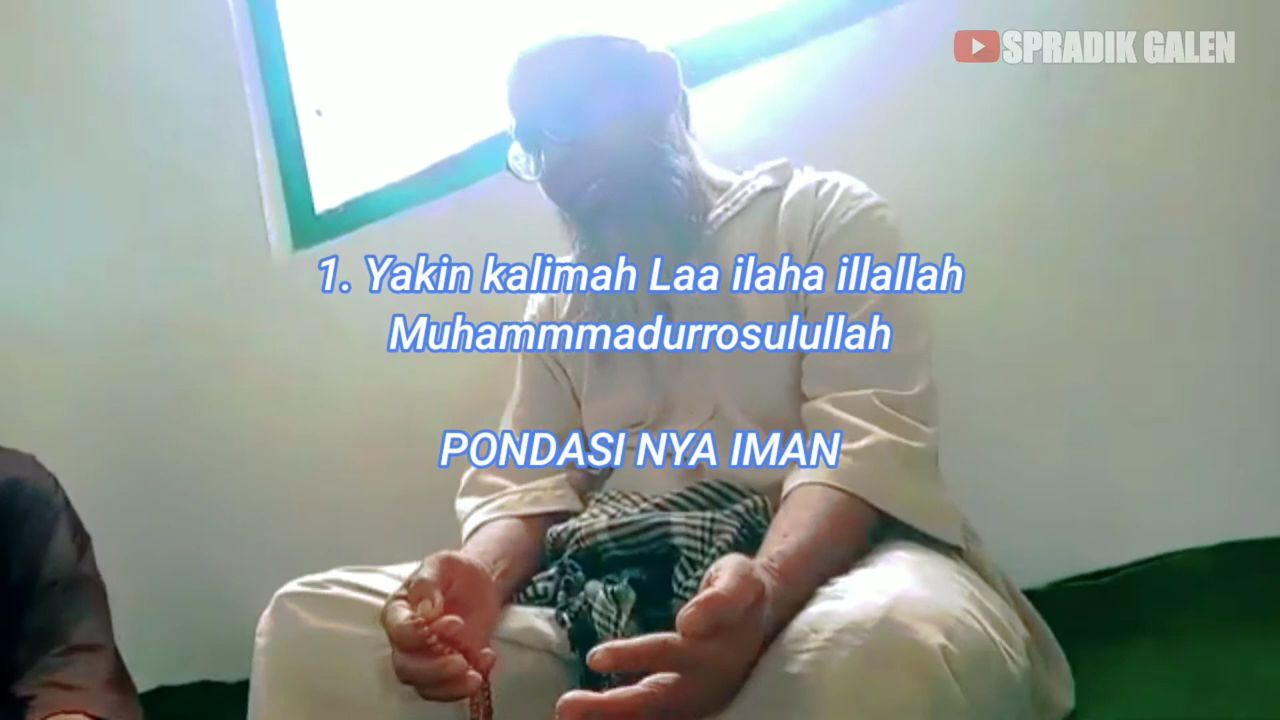 SPRADIK GALEN
1. Yakin kalimah Laa ilaha illallah
Muhammmadurrosulullah
PONDASI NYA IMAN